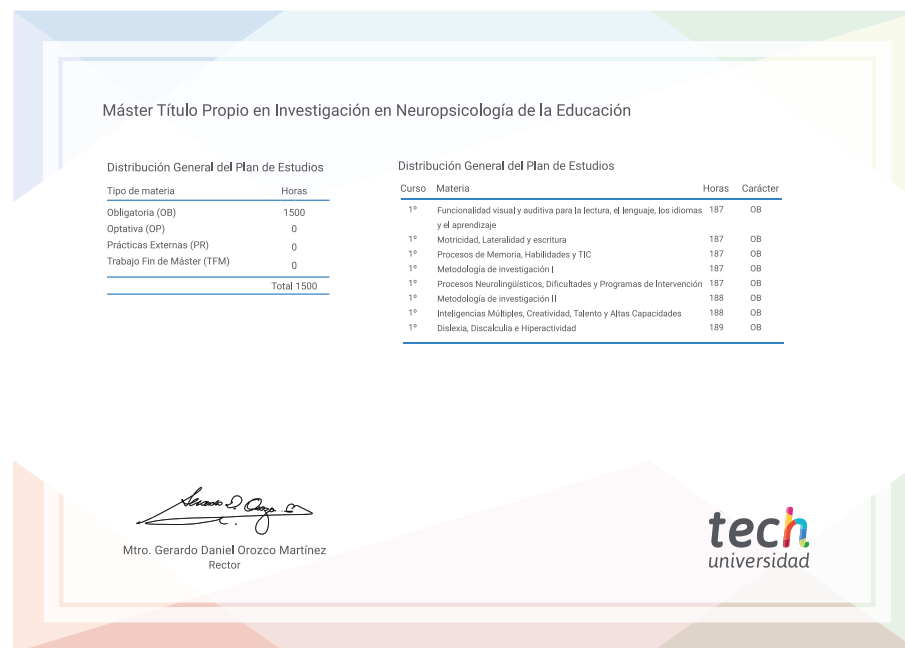 Máster Título Propio en Investigación en Neuropsicología de la Educación
Distribución General del Plan de Estudios
Tipo de materia Horas
Obligatoria (OB) 1500
Optativa (OP) 0
Prácticas Externas (PR) 0
Trabajo Fin de Máster (TFM) 0
Total 1500
Distribución General del Plan de Estudios
Curso Materia Horas Carácter
1º Funcionalidad visual y auditiva para la lectura, el lenguaje, los idiomas 187 OB
y el aprendizaje
1º Motricidad, Lateralidad y escritura 187 OB
1º Procesos de Memoria, Habilidades y TIC 187 OB
1º Metodología de investigación I 187 OB
1º Procesos Neurolingüísticos, Dificultades y Programas de Intervención 187 OB
1º Metodología de investigación II 188 OB
1º Inteligencias Múltiples, Creatividad, Talento y Altas Capacidades 188 OB
1º Dislexia, Discalculia e Hiperactividad 189 OB
Mtro. Gerardo Daniel Orozco Martínez
Rector
tech
universidad